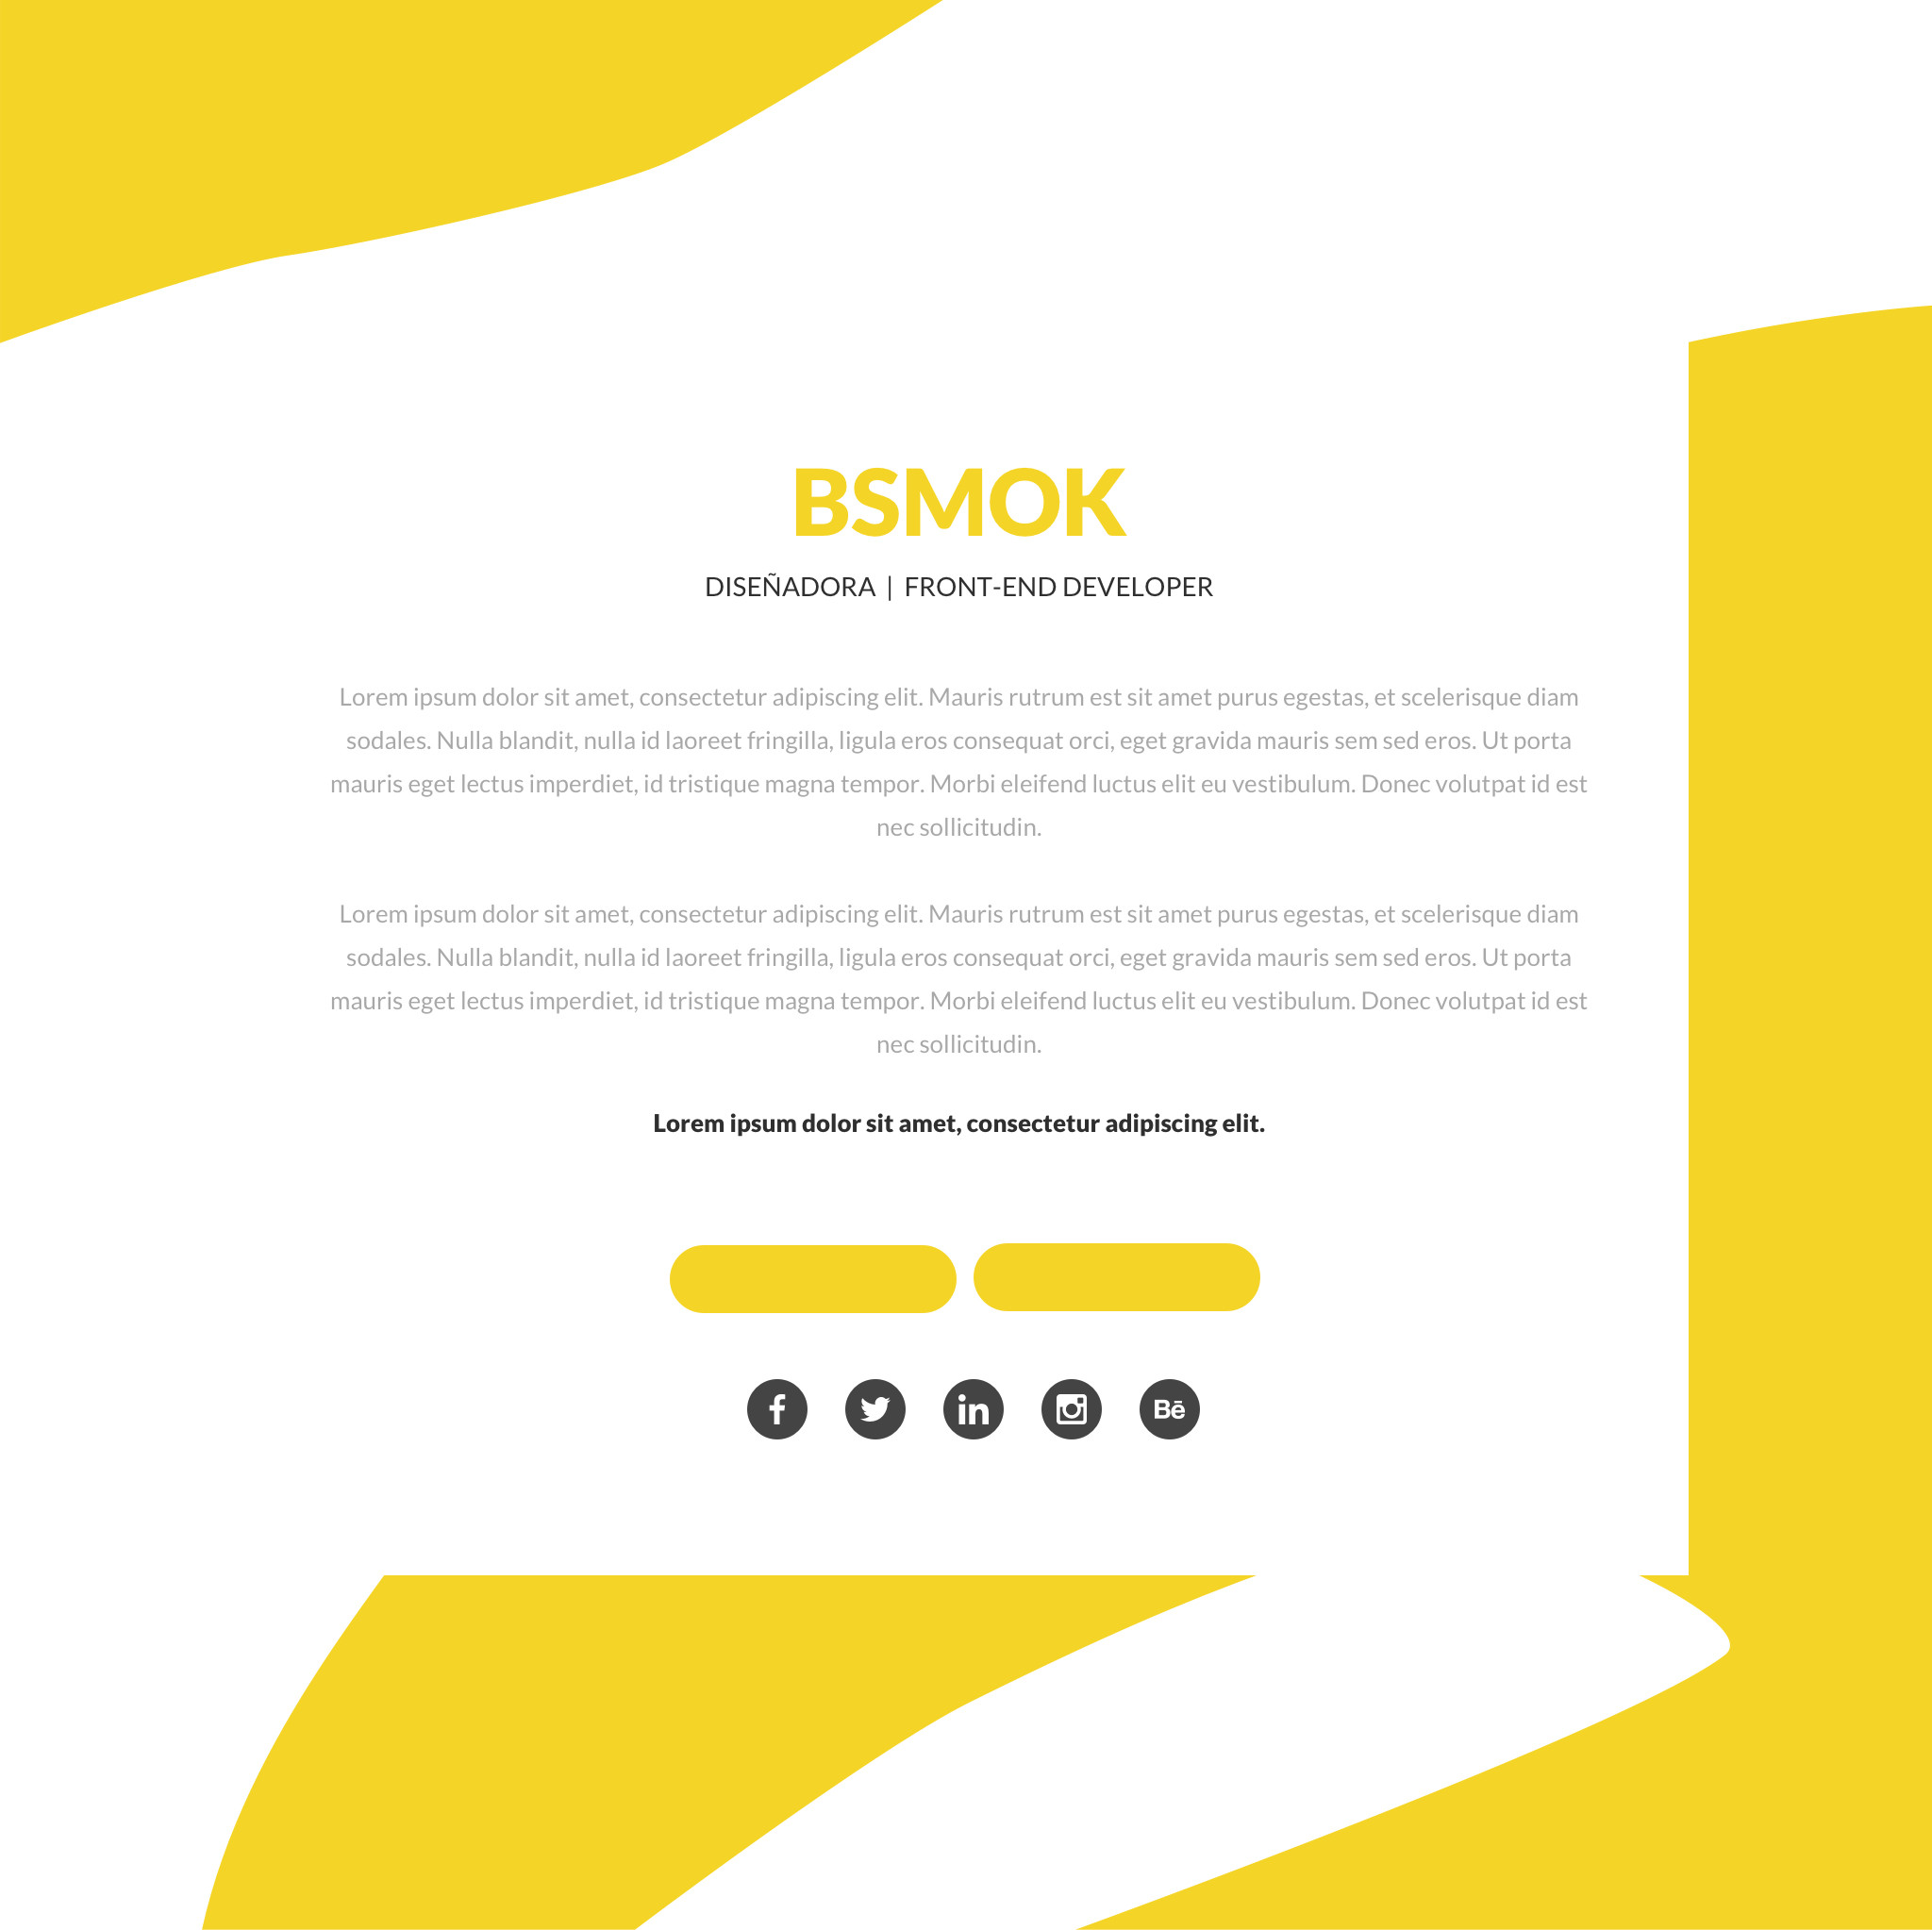 BSMOK
DISEÑADORA | FRONT-END DEVELOPER
Lorem ipsum dolor sit amet, consectetur adipiscing elit. Mauris rutrum est sit amet purus egestas, et scelerisque diam
sodales. Nulla blandit, nulla id laoreet fringilla, ligula eros consequat orci, eget gravida mauris sem sed eros. Ut porta
mauris eget lectus imperdiet, id tristique magna tempor. Morbi eleifend luctus elit eu vestibulum. Donec volutpat id est
nec sollicitudin.
Lorem ipsum dolor sit amet, consectetur adipiscing elit. Mauris rutrum est sit amet purus egestas, et scelerisque diam
sodales. Nulla blandit, nulla id laoreet fringilla, ligula eros consequat orci, eget gravida mauris sem sed eros. Ut porta
mauris eget lectus imperdiet, id tristique magna tempor. Morbi eleifend luctus elit eu vestibulum. Donec volutpat id est
nec sollicitudin.
Lorem ipsum dolor sit amet, consectetur adipiscing elit.
f in Bē